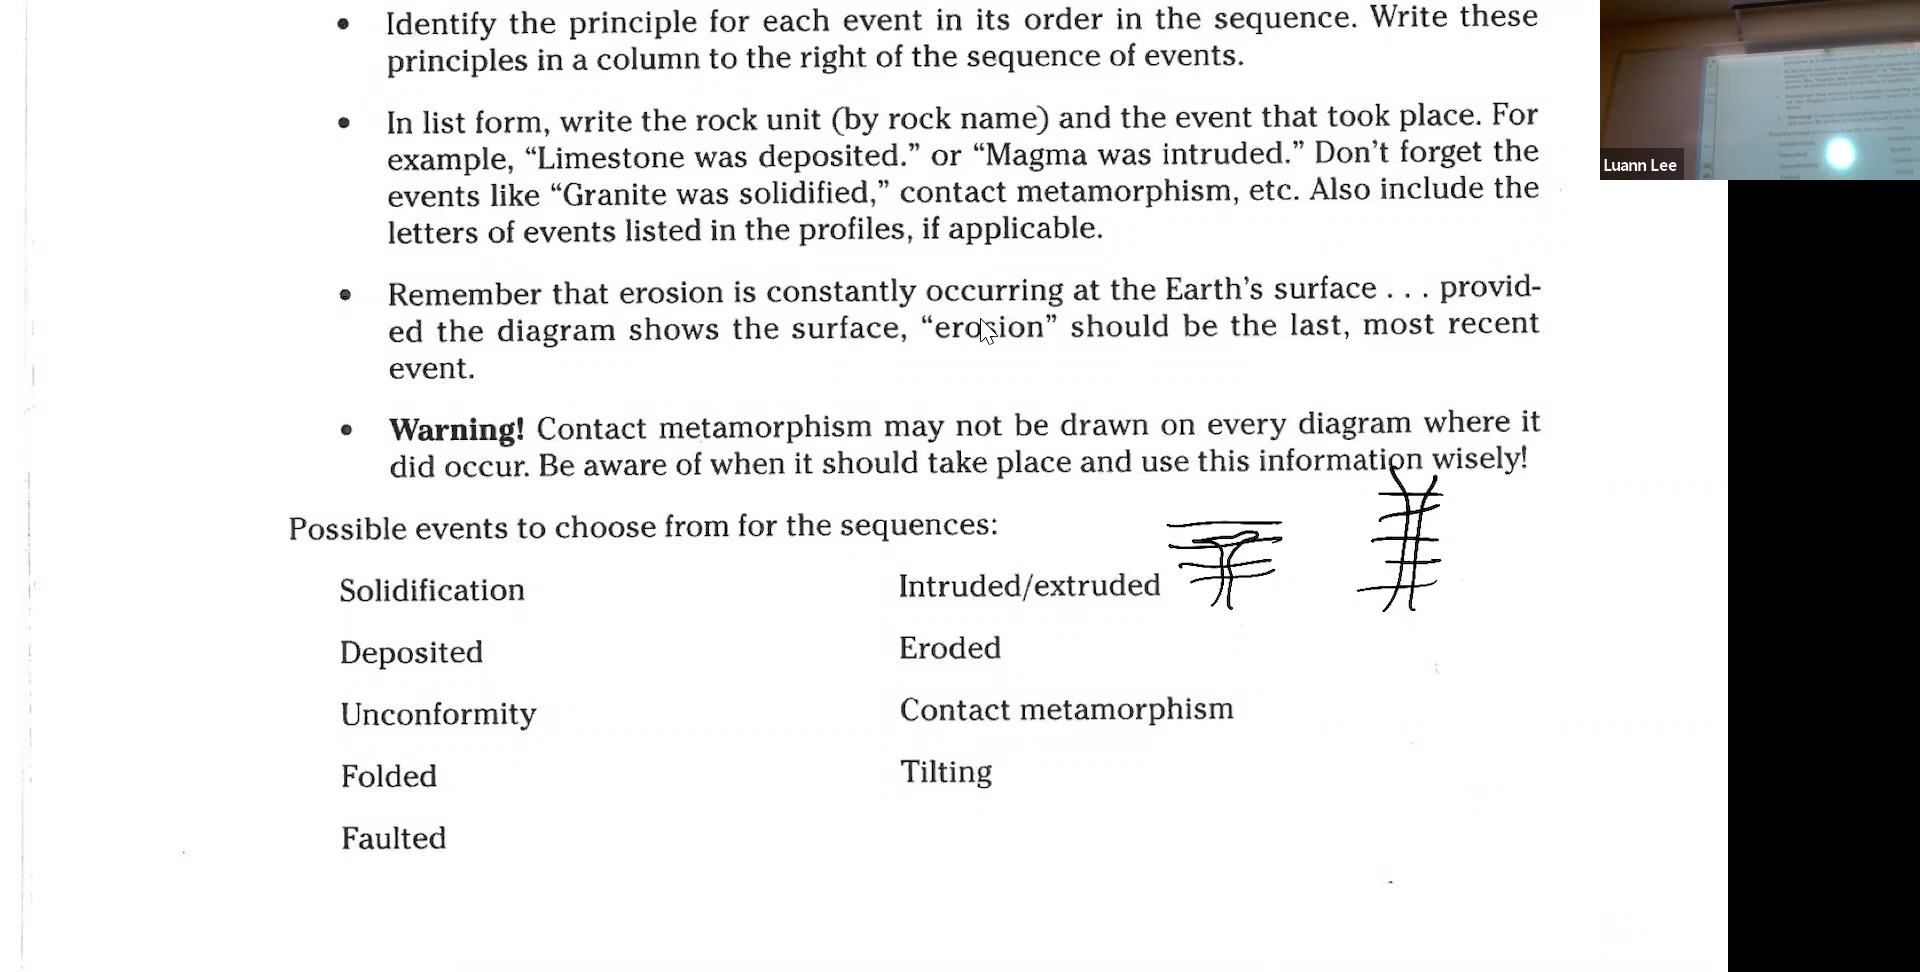 • Identify the principle for each event in its order in the sequence. Write these
principles in a column to the right of the sequence of events.
• In list form, write the rock unit (by rock name) and the event that took place. For
example, “Limestone was deposited.” or “Magma was intruded.” Don’t forget the
events like “Granite was solidified,” contact metamorphism, etc. Also include the
letters of events listed in the profiles, if applicable.
• Remember that erosion is constantly occurring at the Earth’s surface . . . provid-
ed the diagram shows the surface, “erosion” should be the last, most recent
event.
• Warning! Contact metamorphism may not be drawn on every diagram where it
did occur. Be aware of when it should take place and use this information wisely!
Possible events to choose from for the sequences:
Solidification
Deposited
Unconformity
Folded
Faulted
Intruded/extruded
Eroded
Contact metamorphism
Tilting
Luann Lee